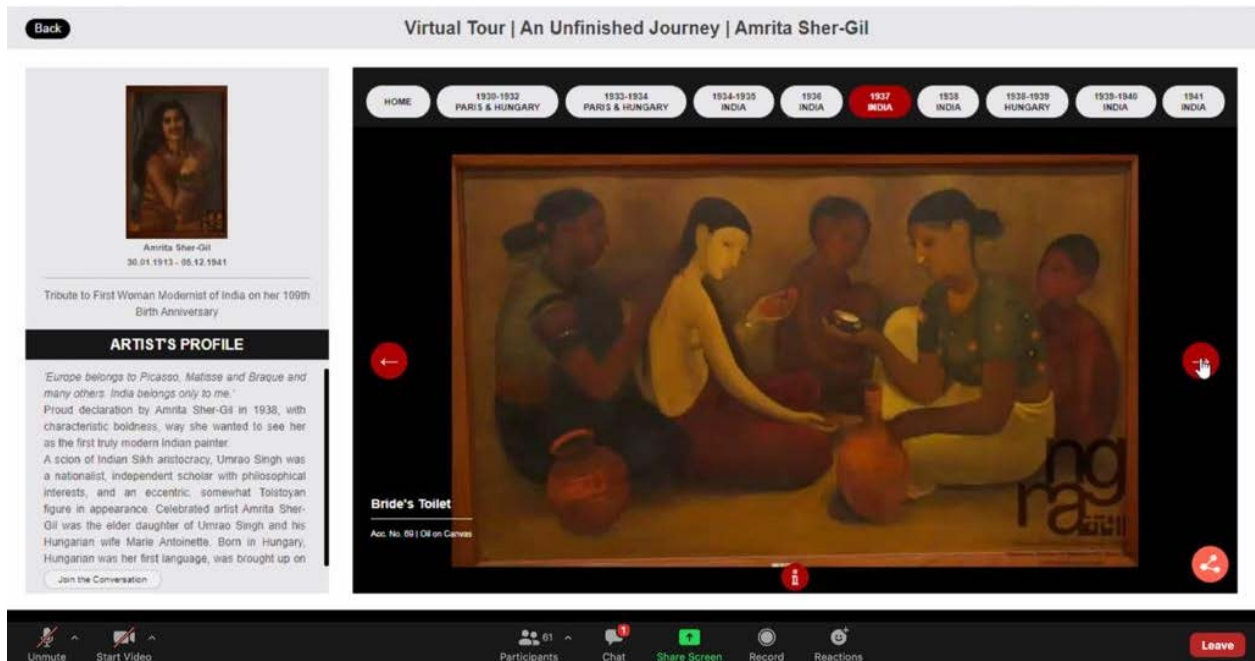 Back
Virtual Tour | An Unfinished Journey | Amrita Sher-Gil
Amrita Sher-Gil
30.01.1913 - 05.12.1941
Tribute to First Woman Modernist of India on her 109th
Birth Anniversary
ARTIST'S PROFILE
'Europe belongs to Picasso, Matisse and Braque and
many others. India belongs only to me.'
Proud declaration by Amrita Sher-Gil in 1938, with
characteristic boldness, way she wanted to see her
as the first truly modern Indian painter.
A scion of Indian Sikh aristocracy, Umrao Singh was
a nationalist, independent scholar with philosophical
interests, and an eccentric, somewhat Tolstoyan
figure in appearance. Celebrated artist Amrita Sher-
Gil was the elder daughter of Umrao Singh and his
Hungarian wife Marie Antoinette. Born in Hungary,
Hungarian was her first language, was brought up on
Join the Conversation
HOME
1930-1932
PARIS & HUNGARY
1933-1934
PARIS & HUNGARY
1934-1935
INDIA
1936
INDIA
1937
INDIA
1938
INDIA
1938-1939
HUNGARY
1939-1940
INDIA
1941
INDIA
Bride's Toilet
Acc. No. 69 | Oil on Canvas
ngma
Unmute
Start Video
61
Participants
1
Chat
Share Screen
Record
Reactions
Leave